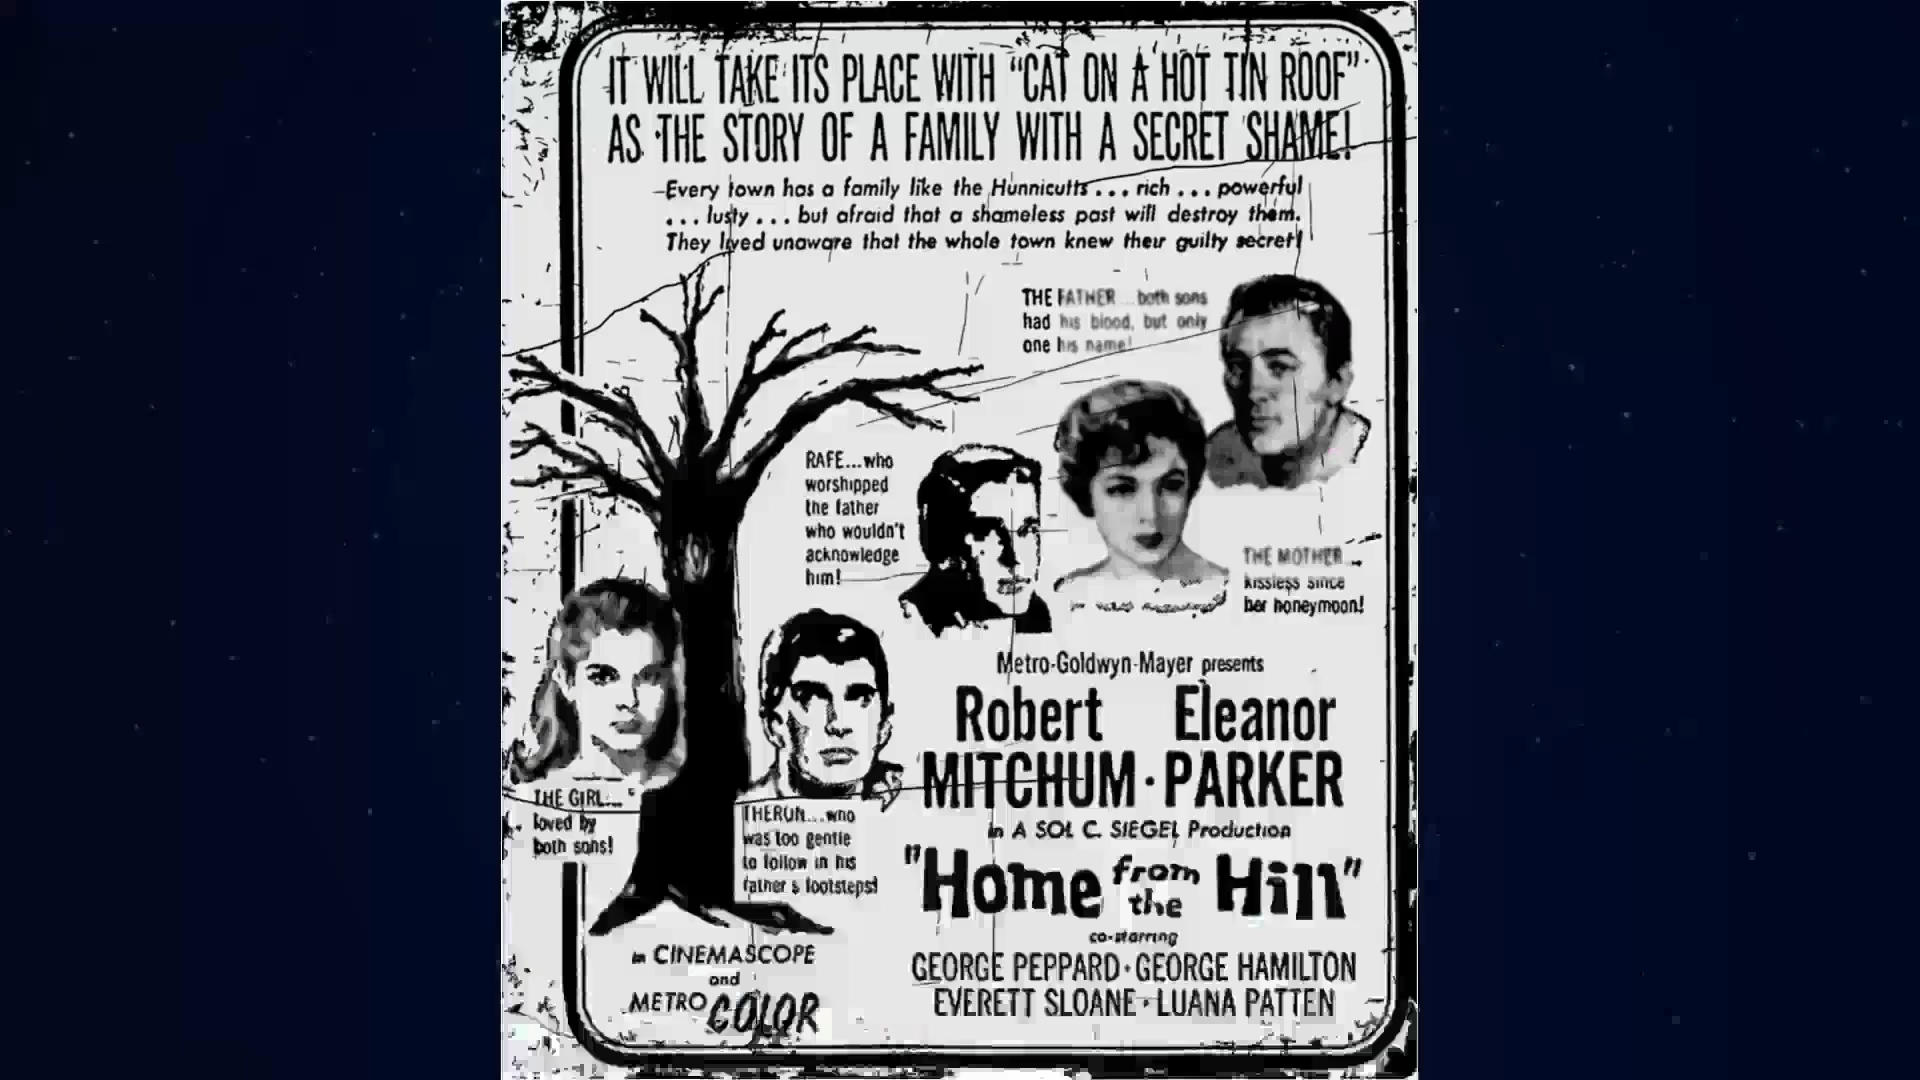 IT WILL TAKE ITS PLACE WITH "CAT ON A HOT TIN ROOF"
AS THE STORY OF A FAMILY WITH A SECRET SHAME!
Every town has a family like the Hunnicutts... rich... powerful
...lusty... but afraid that a shameless past will destroy them.
They lived unaware that the whole town knew their guilty secret!
THE FATHER...both sons
had his blood, but only
one his name!
RAFE...who
worshipped
the father
who wouldn't
acknowledge
him!
THE MOTHER...
kissless since
her honeymoon!
THE GIRL...
loved by
both sons!
THERON...who
was too gentle
to follow in his
father's footsteps!
Metro-Goldwyn-Mayer presents
Robert Eleanor
MITCHUM · PARKER
in A SOL C. SIEGEL Production
"Home from the Hill"
co-starring
GEORGE PEPPARD · GEORGE HAMILTON
EVERETT SLOANE · LUANA PATTEN
in CINEMASCOPE
and
METROCOLOR